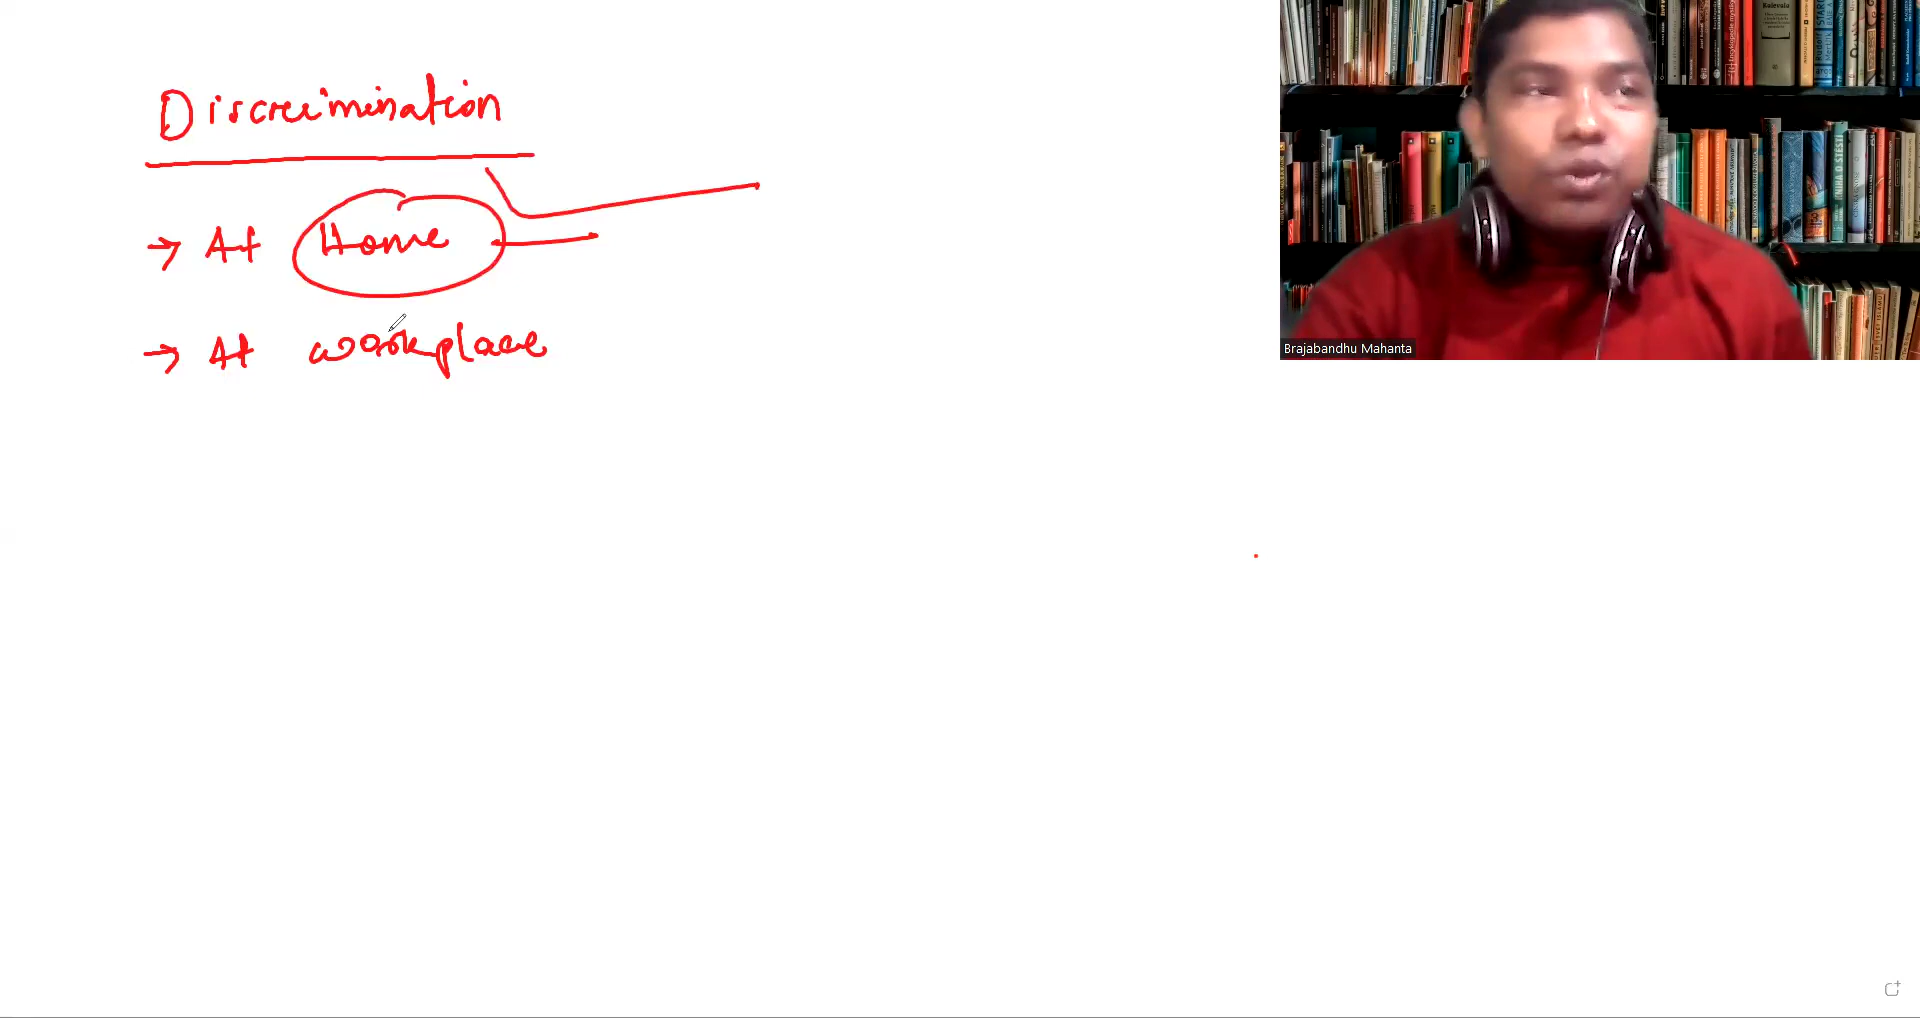 Discrimination
→ At Home
→ At workplace
Brajabandhu Mahanta